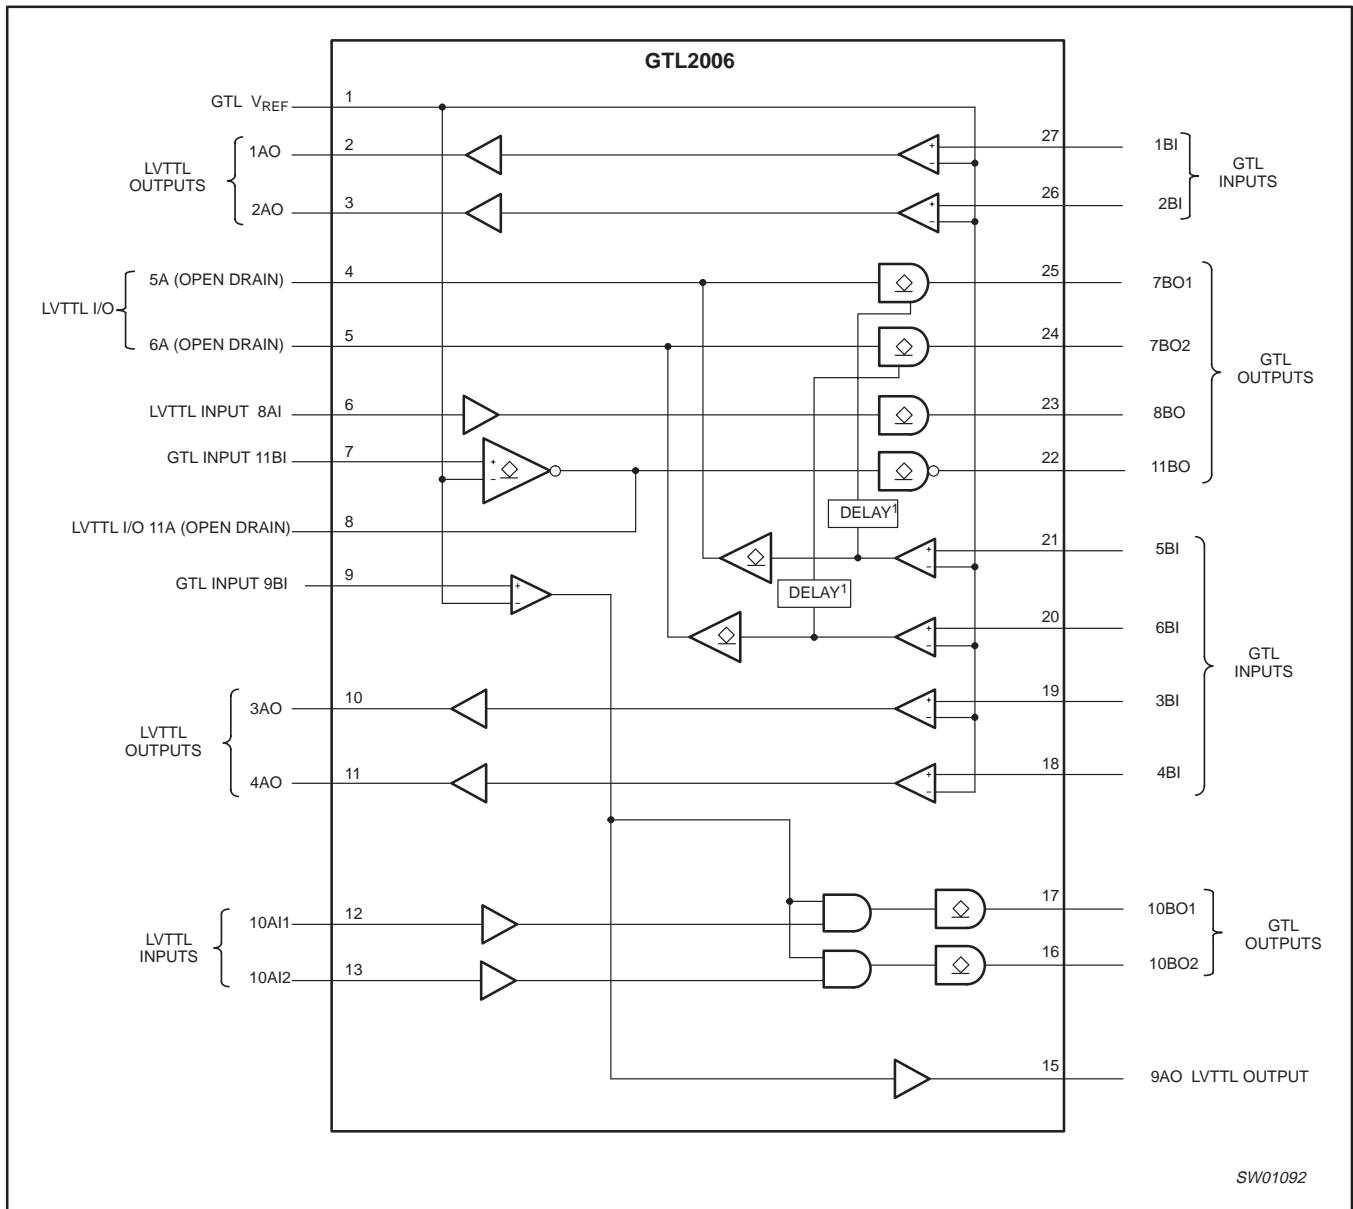 GTL2006
GTL VREF 1
LVTTL OUTPUTS
1AO 2
2AO 3
27 1BI
26 2BI
GTL INPUTS
LVTTL I/O
5A (OPEN DRAIN) 4
6A (OPEN DRAIN) 5
25 7BO1
24 7BO2
GTL OUTPUTS
LVTTL INPUT 8AI 6
23 8BO
GTL INPUT 11BI 7
+
−
22 11BO
LVTTL I/O 11A (OPEN DRAIN) 8
DELAY1
21 5BI
GTL INPUT 9BI 9
+
−
DELAY1
20 6BI
GTL INPUTS
LVTTL OUTPUTS
3AO 10
19 3BI
4AO 11
18 4BI
LVTTL INPUTS
10AI1 12
17 10BO1
10AI2 13
16 10BO2
GTL OUTPUTS
15 9AO LVTTL OUTPUT
SW01092